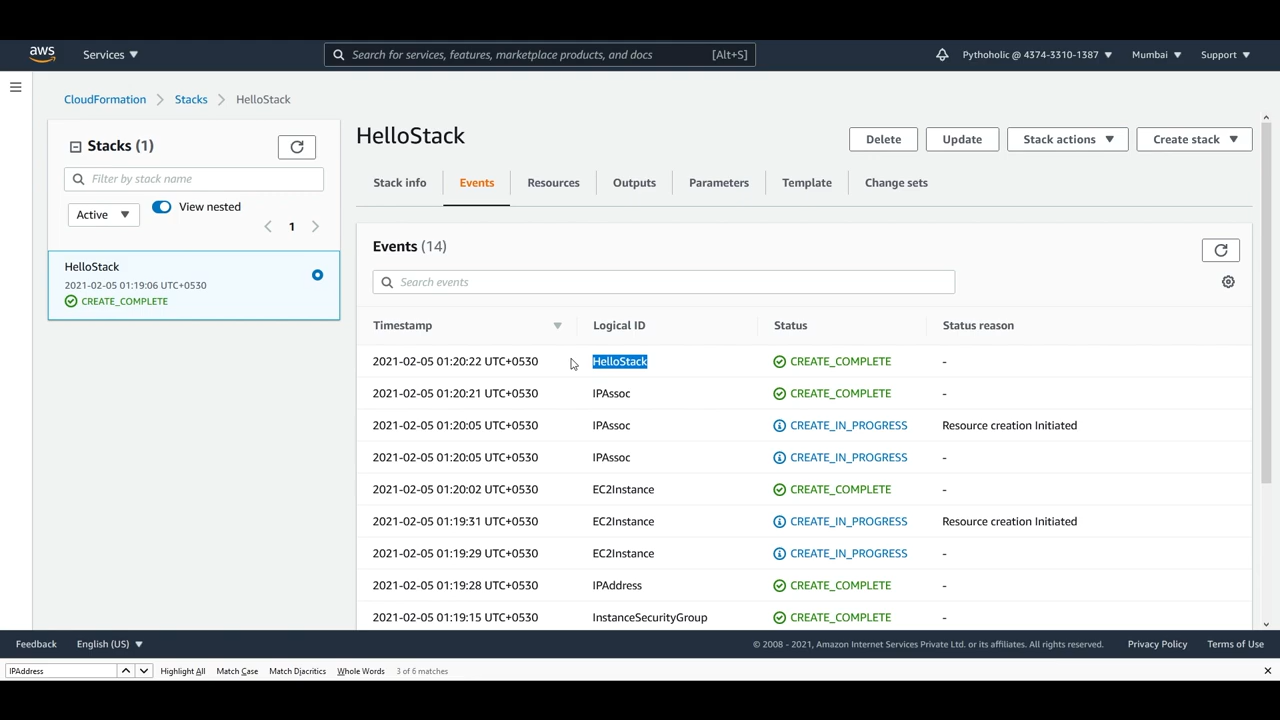 aws Services Search for services, features, marketplace products, and docs [Alt+S] Pythoholic @ 4374-3310-1387 Mumbai Support
CloudFormation Stacks HelloStack
Stacks (1)
Filter by stack name
Active View nested
1
HelloStack
2021-02-05 01:19:06 UTC+0530
CREATE_COMPLETE
HelloStack
Delete Update Stack actions Create stack
Stack info Events Resources Outputs Parameters Template Change sets
Events (14)
Search events
Timestamp Logical ID Status Status reason
2021-02-05 01:20:22 UTC+0530 HelloStack CREATE_COMPLETE -
2021-02-05 01:20:21 UTC+0530 IPAssoc CREATE_COMPLETE -
2021-02-05 01:20:05 UTC+0530 IPAssoc CREATE_IN_PROGRESS Resource creation Initiated
2021-02-05 01:20:05 UTC+0530 IPAssoc CREATE_IN_PROGRESS -
2021-02-05 01:20:02 UTC+0530 EC2Instance CREATE_COMPLETE -
2021-02-05 01:19:31 UTC+0530 EC2Instance CREATE_IN_PROGRESS Resource creation Initiated
2021-02-05 01:19:29 UTC+0530 EC2Instance CREATE_IN_PROGRESS -
2021-02-05 01:19:28 UTC+0530 IPAddress CREATE_COMPLETE -
2021-02-05 01:19:15 UTC+0530 InstanceSecurityGroup CREATE_COMPLETE -
Feedback English (US) © 2008 - 2021, Amazon Internet Services Private Ltd. or its affiliates. All rights reserved. Privacy Policy Terms of Use
IPAddress Highlight All Match Case Match Diacritics Whole Words 3 of 6 matches